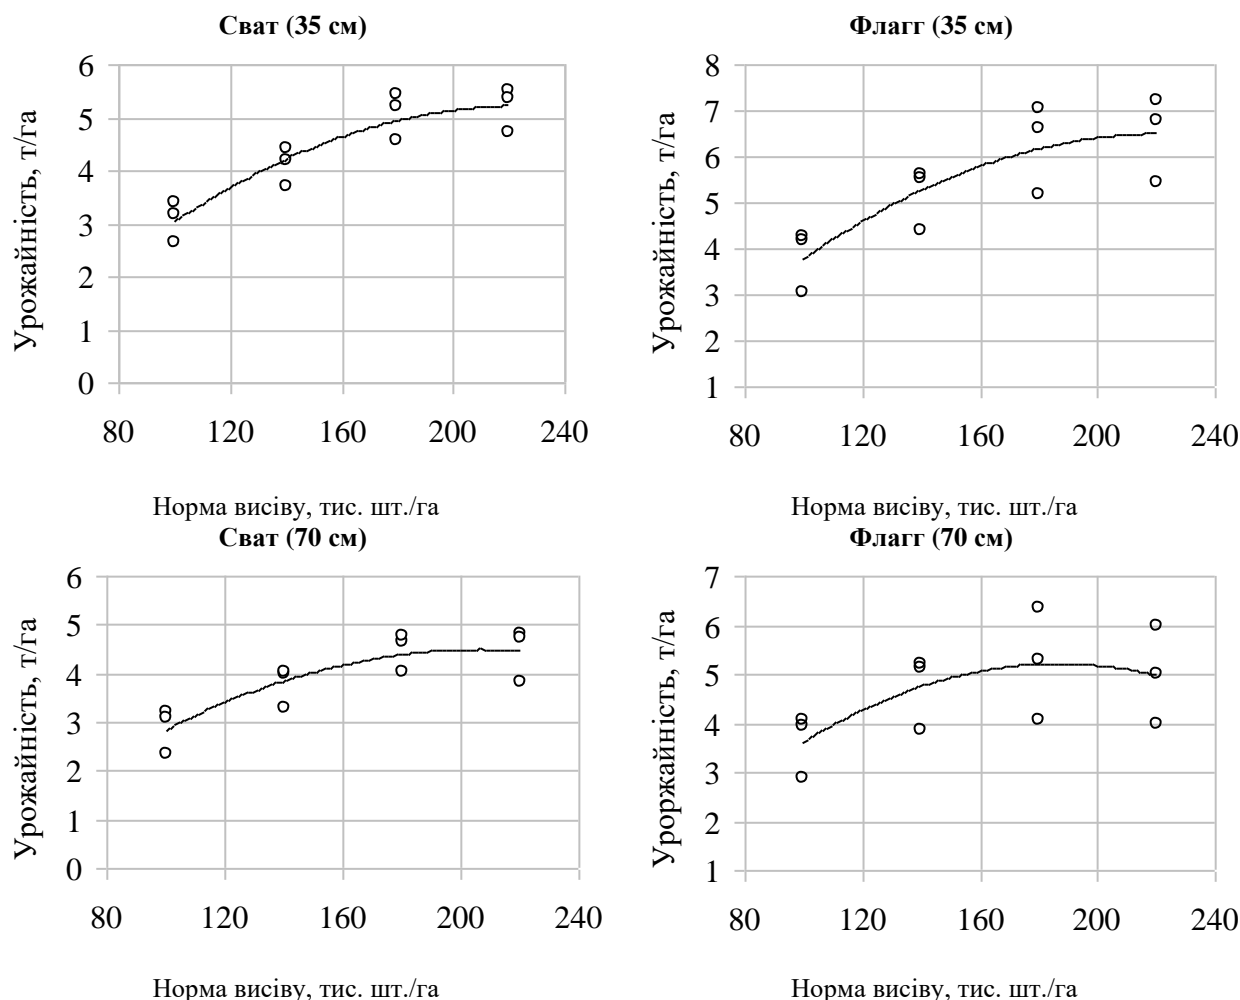 Сват (35 см)
Урожайність, т/га
6
5
4
3
2
1
0
80 120 160 200 240
Норма висіву, тис. шт./га
Флагг (35 см)
Урожайність, т/га
8
7
6
5
4
3
2
1
80 120 160 200 240
Норма висіву, тис. шт./га
Сват (70 см)
Урожайність, т/га
6
5
4
3
2
1
0
80 120 160 200 240
Норма висіву, тис. шт./га
Флагг (70 см)
Уроржайність, т/га
7
6
5
4
3
2
1
80 120 160 200 240
Норма висіву, тис. шт./га